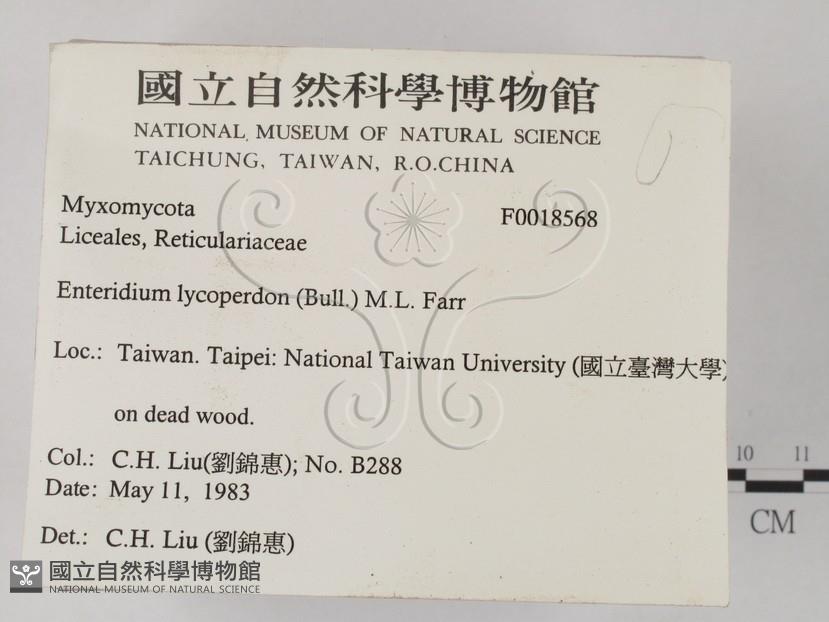 國立自然科學博物館
NATIONAL MUSEUM OF NATURAL SCIENCE
TAICHUNG, TAIWAN, R.O.CHINA
Myxomycota F0018568
Liceales, Reticulariaceae
Enteridium lycoperdon (Bull.) M.L. Farr
Loc.: Taiwan. Taipei: National Taiwan University (國立臺灣大學)
on dead wood.
Col.: C.H. Liu(劉錦惠); No. B288
Date: May 11, 1983
Det.: C.H. Liu (劉錦惠)
10 11
CM
國立自然科學博物館
NATIONAL MUSEUM OF NATURAL SCIENCE